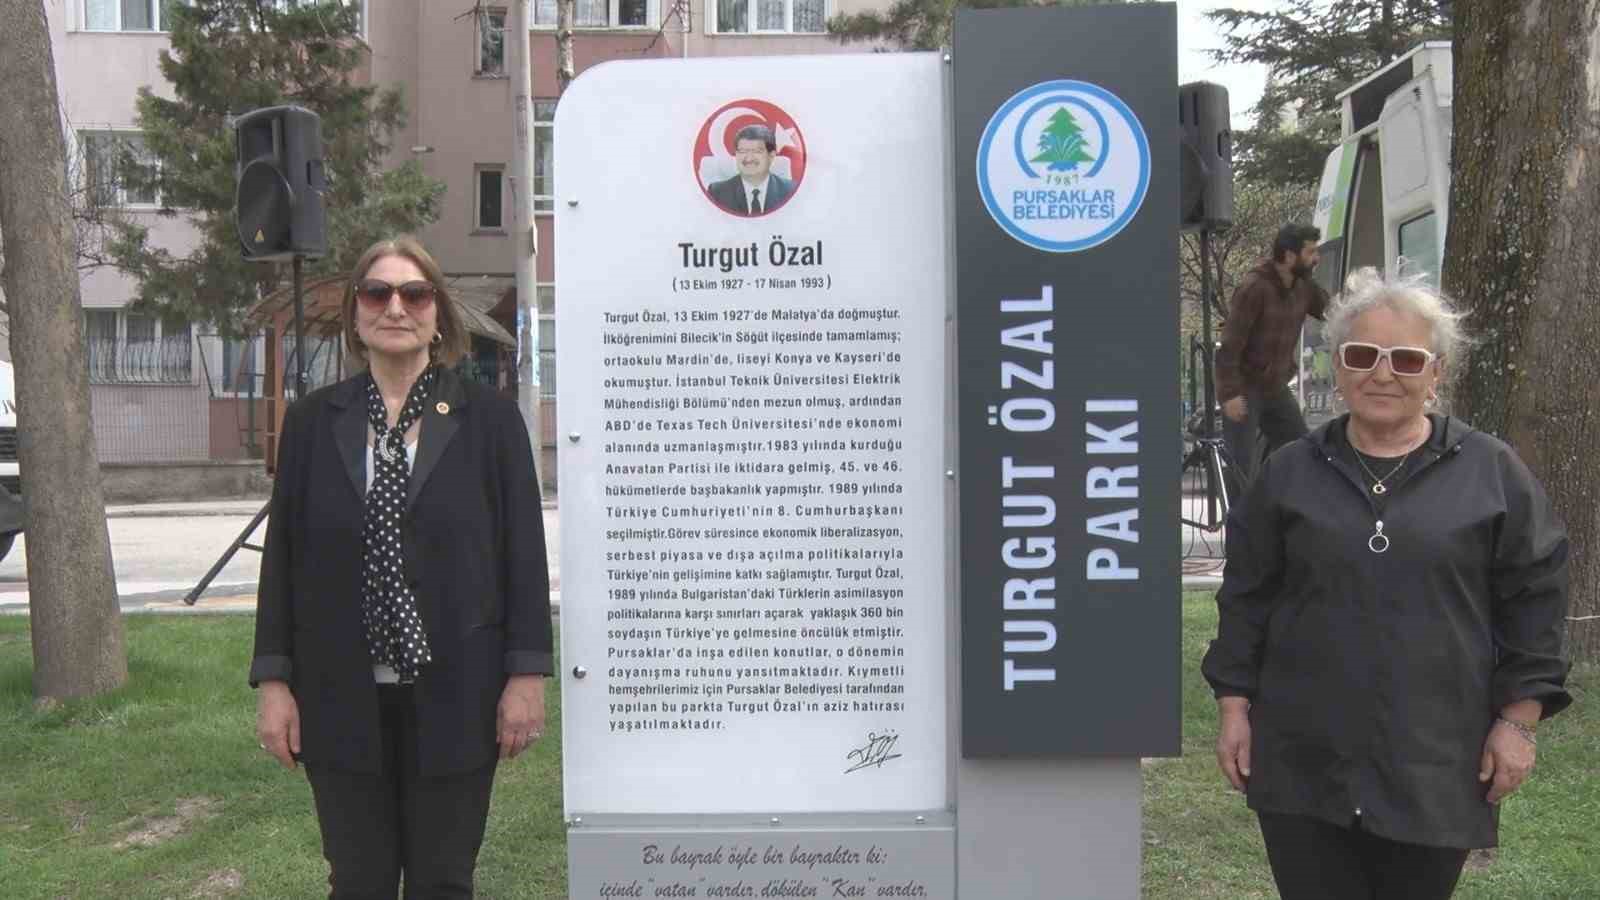 Turgut Özal
( 13 Ekim 1927 - 17 Nisan 1993 )
Turgut Özal, 13 Ekim 1927'de Malatya'da doğmuştur.
İlköğrenimini Bilecik'in Söğüt ilçesinde tamamlamış;
ortaokulu Mardin'de, liseyi Konya ve Kayseri'de
okumuştur. İstanbul Teknik Üniversitesi Elektrik
Mühendisliği Bölümü'nden mezun olmuş, ardından
ABD'de Texas Tech Üniversitesi'nde ekonomi
alanında uzmanlaşmıştır.1983 yılında kurduğu
Anavatan Partisi ile iktidara gelmiş, 45. ve 46.
hükümetlerde başbakanlık yapmıştır. 1989 yılında
Türkiye Cumhuriyeti'nin 8. Cumhurbaşkanı
seçilmiştir.Görev süresince ekonomik liberalizasyon,
serbest piyasa ve dışa açılma politikalarıyla
Türkiye'nin gelişimine katkı sağlamıştır. Turgut Özal,
1989 yılında Bulgaristan'daki Türklerin asimilasyon
politikalarına karşı sınırları açarak yaklaşık 360 bin
soydaşın Türkiye'ye gelmesine öncülük etmiştir.
Pursaklar'da inşa edilen konutlar, o dönemin
dayanışma ruhunu yansıtmaktadır. Kıymetli
hemşehrilerimiz için Pursaklar Belediyesi tarafından
yapılan bu parkta Turgut Özal'ın aziz hatırası
yaşatılmaktadır.
Bu bayrak öyle bir bayraktır ki;
içinde "vatan" vardır, dökülen "Kan" vardır,
1987
PURSAKLAR
BELEDİYESİ
TURGUT ÖZAL
PARKI